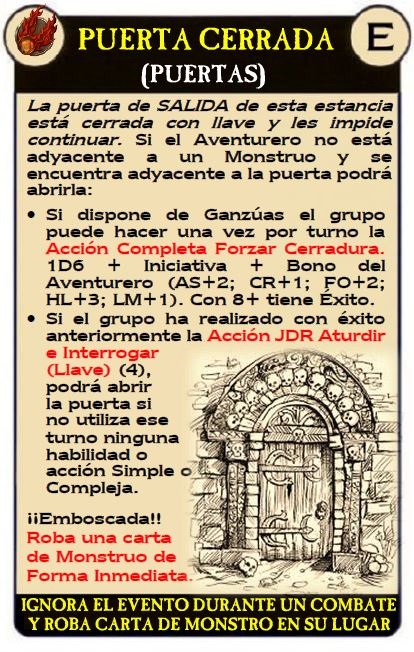 PUERTA CERRADA
E
(PUERTAS)
La puerta de SALIDA de esta estancia
está cerrada con llave y les impide
continuar. Si el Aventurero no está
adyacente a un Monstruo y se
encuentra adyacente a la puerta podrá
abrirla:
• Si dispone de Ganzúas el grupo
puede hacer una vez por turno la
Acción Completa Forzar Cerradura.
1D6 + Iniciativa + Bono del
Aventurero (AS+2; CR+1; FO+2;
HL+3; LM+1). Con 8+ tiene Éxito.
• Si el grupo ha realizado con éxito
anteriormente la Acción JDR Aturdir
e Interrogar
(Llave) (4),
podrá abrir
la puerta si
no utiliza ese
turno ninguna
habilidad o
acción Simple o
Compleja.
¡¡Emboscada!!
Roba una carta
de Monstruo de
Forma Inmediata.
IGNORA EL EVENTO DURANTE UN COMBATE
Y ROBA CARTA DE MONSTRO EN SU LUGAR